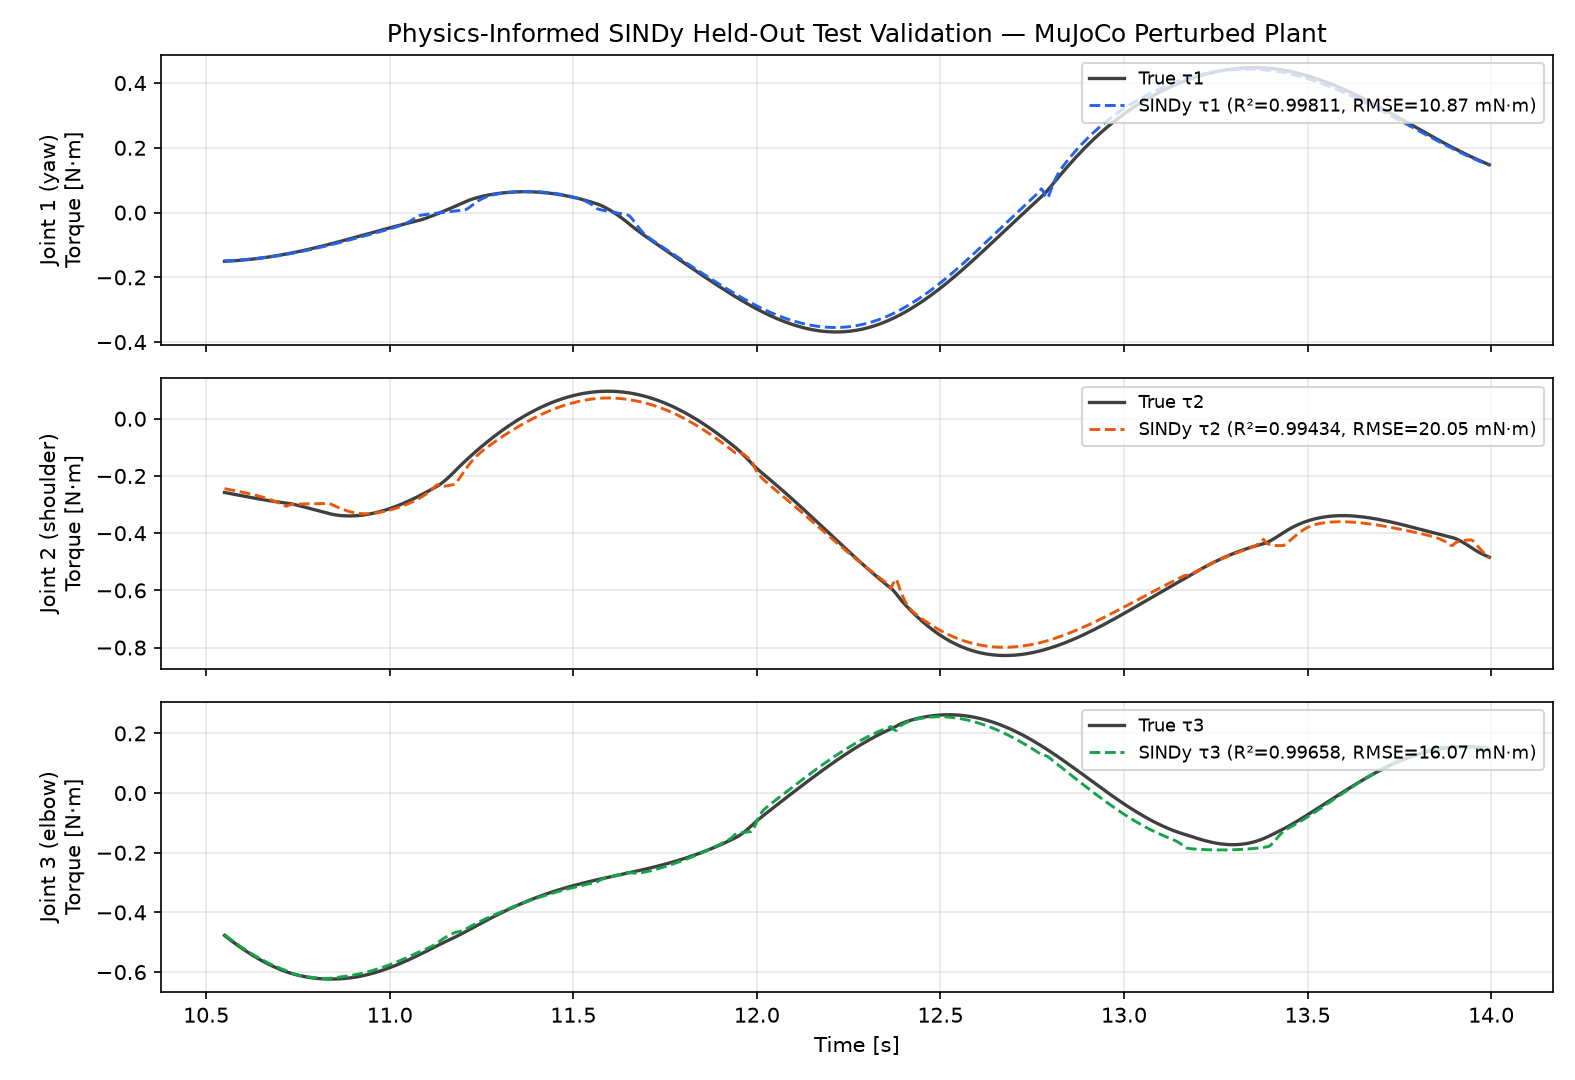 Physics-Informed SINDy Held-Out Test Validation — MuJoCo Perturbed Plant
Joint 1 (yaw)
Torque [N·m]
0.4
0.2
0.0
−0.2
−0.4
True τ1
SINDy τ1 (R²=0.99811, RMSE=10.87 mN·m)
Joint 2 (shoulder)
Torque [N·m]
0.0
−0.2
−0.4
−0.6
−0.8
True τ2
SINDy τ2 (R²=0.99434, RMSE=20.05 mN·m)
Joint 3 (elbow)
Torque [N·m]
0.2
0.0
−0.2
−0.4
−0.6
True τ3
SINDy τ3 (R²=0.99658, RMSE=16.07 mN·m)
10.5 11.0 11.5 12.0 12.5 13.0 13.5 14.0
Time [s]